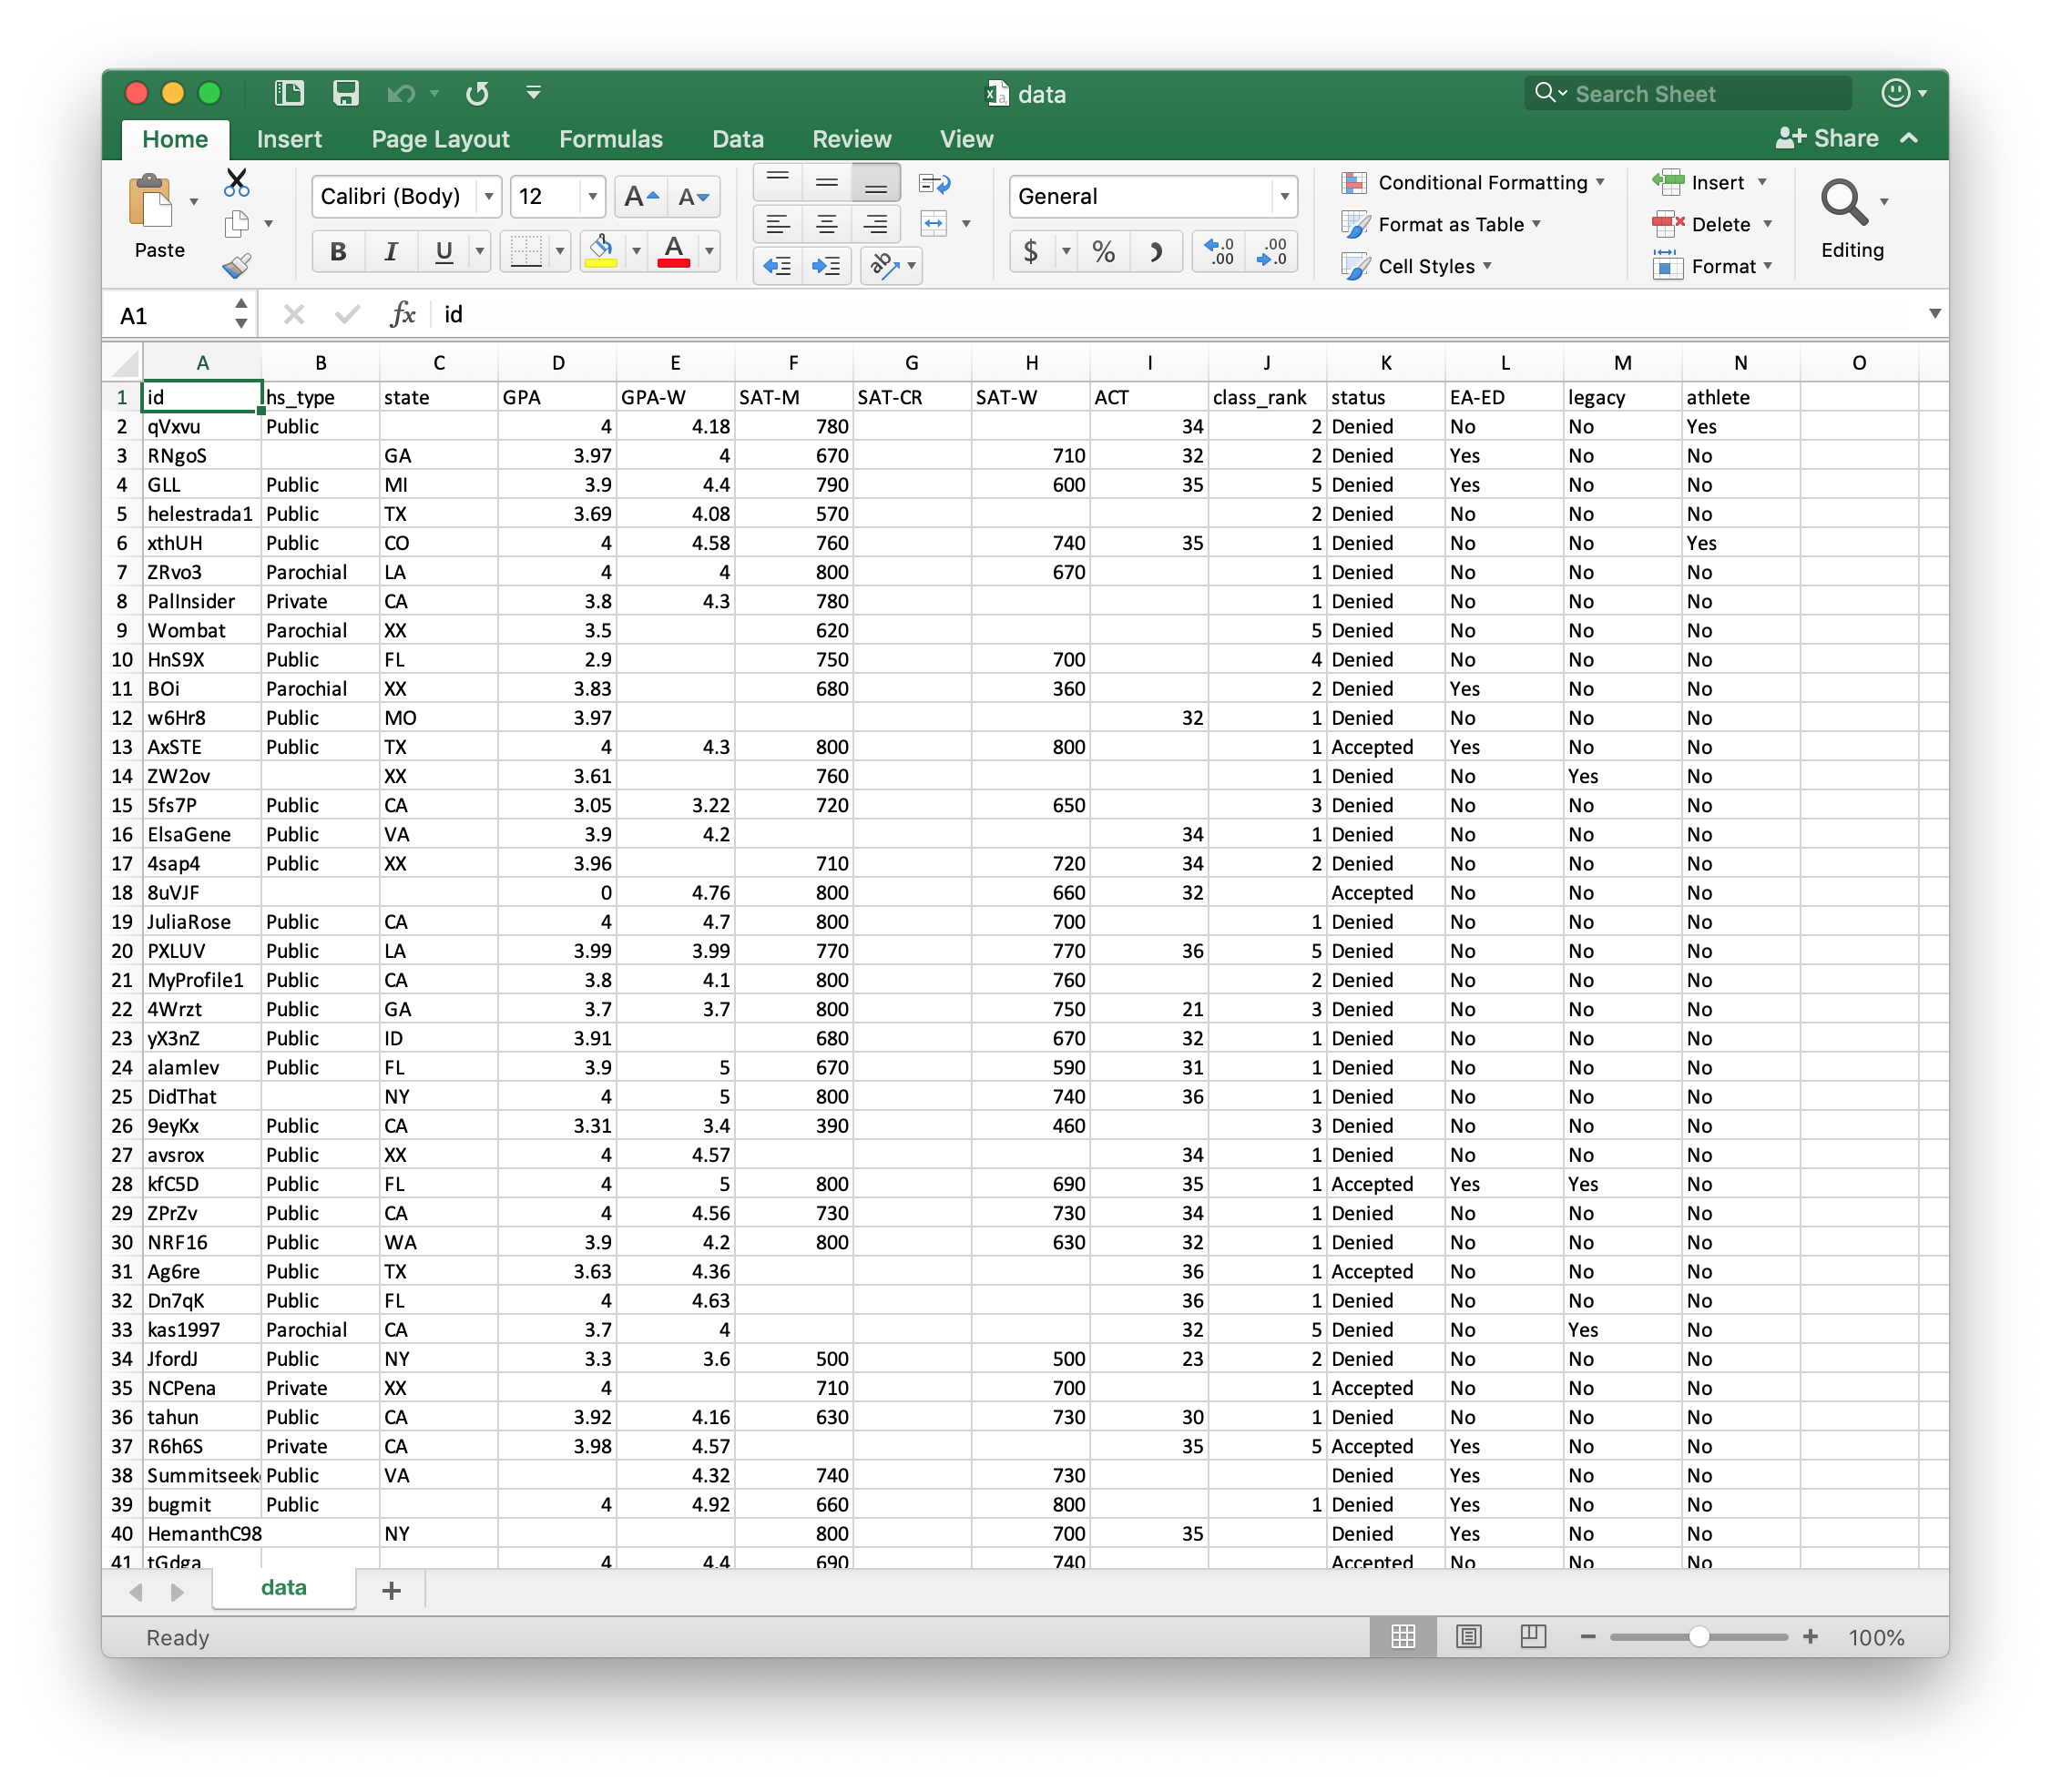 data
Search Sheet
Home Insert Page Layout Formulas Data Review View Share
Paste
Calibri (Body) 12 A A
B I U A
General
$ % .0 .00 .00 .0
Conditional Formatting
Format as Table
Cell Styles
Insert
Delete
Format
Editing
A1 fx id
A B C D E F G H I J K L M N O
1 id hs_type state GPA GPA-W SAT-M SAT-CR SAT-W ACT class_rank status EA-ED legacy athlete
2 qVxvu Public 4 4.18 780 34 2 Denied No No Yes
3 RNgoS GA 3.97 4 670 710 32 2 Denied Yes No No
4 GLL Public MI 3.9 4.4 790 600 35 5 Denied Yes No No
5 helestrada1 Public TX 3.69 4.08 570 2 Denied No No No
6 xthUH Public CO 4 4.58 760 740 35 1 Denied No No Yes
7 ZRvo3 Parochial LA 4 4 800 670 1 Denied No No No
8 PalInsider Private CA 3.8 4.3 780 1 Denied No No No
9 Wombat Parochial XX 3.5 620 5 Denied No No No
10 HnS9X Public FL 2.9 750 700 4 Denied No No No
11 BOi Parochial XX 3.83 680 360 2 Denied Yes No No
12 w6Hr8 Public MO 3.97 32 1 Denied No No No
13 AxSTE Public TX 4 4.3 800 800 1 Accepted Yes No No
14 ZW2ov XX 3.61 760 1 Denied No Yes No
15 5fs7P Public CA 3.05 3.22 720 650 3 Denied No No No
16 ElsaGene Public VA 3.9 4.2 34 1 Denied No No No
17 4sap4 Public XX 3.96 710 720 34 2 Denied No No No
18 8uVJF 0 4.76 800 660 32 Accepted No No No
19 JuliaRose Public CA 4 4.7 800 700 1 Denied No No No
20 PXLUV Public LA 3.99 3.99 770 770 36 5 Denied No No No
21 MyProfile1 Public CA 3.8 4.1 800 760 2 Denied No No No
22 4Wrzt Public GA 3.7 3.7 800 750 21 3 Denied No No No
23 yX3nZ Public ID 3.91 680 670 32 1 Denied No No No
24 alamlev Public FL 3.9 5 670 590 31 1 Denied No No No
25 DidThat NY 4 5 800 740 36 1 Denied No No No
26 9eyKx Public CA 3.31 3.4 390 460 3 Denied No No No
27 avsrox Public XX 4 4.57 34 1 Denied No No No
28 kfC5D Public FL 4 5 800 690 35 1 Accepted Yes Yes No
29 ZPrZv Public CA 4 4.56 730 730 34 1 Denied No No No
30 NRF16 Public WA 3.9 4.2 800 630 32 1 Denied No No No
31 Ag6re Public TX 3.63 4.36 36 1 Accepted No No No
32 Dn7qK Public FL 4 4.63 36 1 Denied No No No
33 kas1997 Parochial CA 3.7 4 32 5 Denied No Yes No
34 JfordJ Public NY 3.3 3.6 500 500 23 2 Denied No No No
35 NCPena Private XX 4 710 700 1 Accepted No No No
36 tahun Public CA 3.92 4.16 630 730 30 1 Denied No No No
37 R6h6S Private CA 3.98 4.57 35 5 Accepted Yes No No
38 Summitseek Public VA 4.32 740 730 Denied Yes No No
39 bugmit Public 4 4.92 660 800 1 Denied Yes No No
40 HemanthC98 NY 800 700 35 Denied Yes No No
41 tGdga 4 4.4 690 740 Accepted No No No
data +
Ready 100%